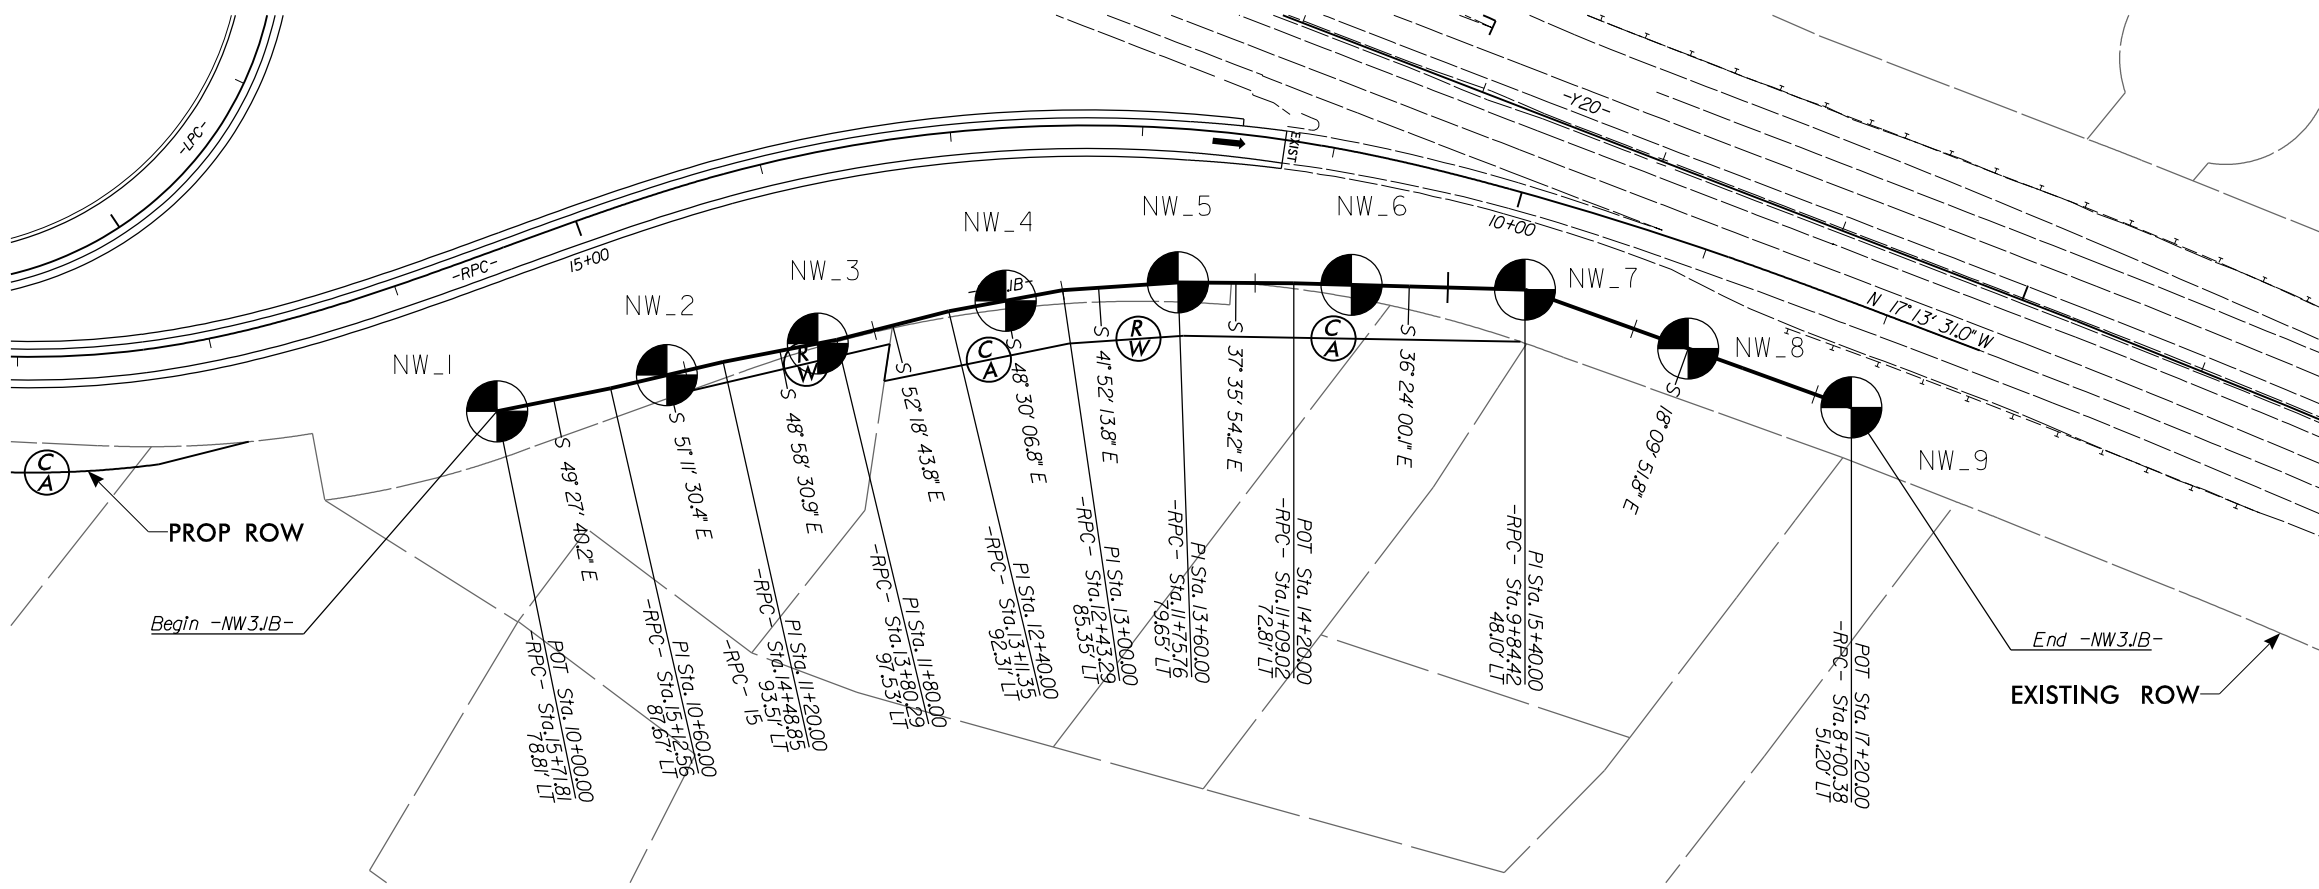 -LPC-
-RPC-
15+00
-Y20-
EXIST
10+00
N 17° 13' 31.0" W
NW_1
NW_2
NW_3
NW_4
NW_5
NW_6
NW_7
NW_8
NW_9
R
W
C
A
R
W
C
A
C
A
S 49° 27' 40.2" E
S 51° 11' 30.4" E
S 48° 58' 30.9" E
S 52° 18' 43.8" E
S 48° 30' 06.8" E
S 41° 52' 13.8" E
S 37° 35' 54.2" E
S 36° 24' 00.1" E
S 18° 09' 51.8" E
PROP ROW
Begin -NW3.1B-
POT Sta. 10+00.00
-RPC- Sta. 15+71.81
78.81' LT
PI Sta. 10+60.00
-RPC- Sta. 15+12.56
87.67' LT
-RPC- 15
PI Sta. 11+20.00
-RPC- Sta. 14+48.85
93.51' LT
PI Sta. 11+80.00
-RPC- Sta. 13+80.29
97.53' LT
PI Sta. 12+40.00
-RPC- Sta. 13+11.35
92.31' LT
PI Sta. 13+00.00
-RPC- Sta. 12+43.29
85.35' LT
PI Sta. 13+60.00
-RPC- Sta. 11+75.76
79.65' LT
POT Sta. 14+20.00
-RPC- Sta. 11+09.02
72.81' LT
PI Sta. 15+40.00
-RPC- Sta. 9+84.42
48.10' LT
POT Sta. 17+20.00
-RPC- Sta. 8+00.38
51.20' LT
End -NW3.1B-
EXISTING ROW